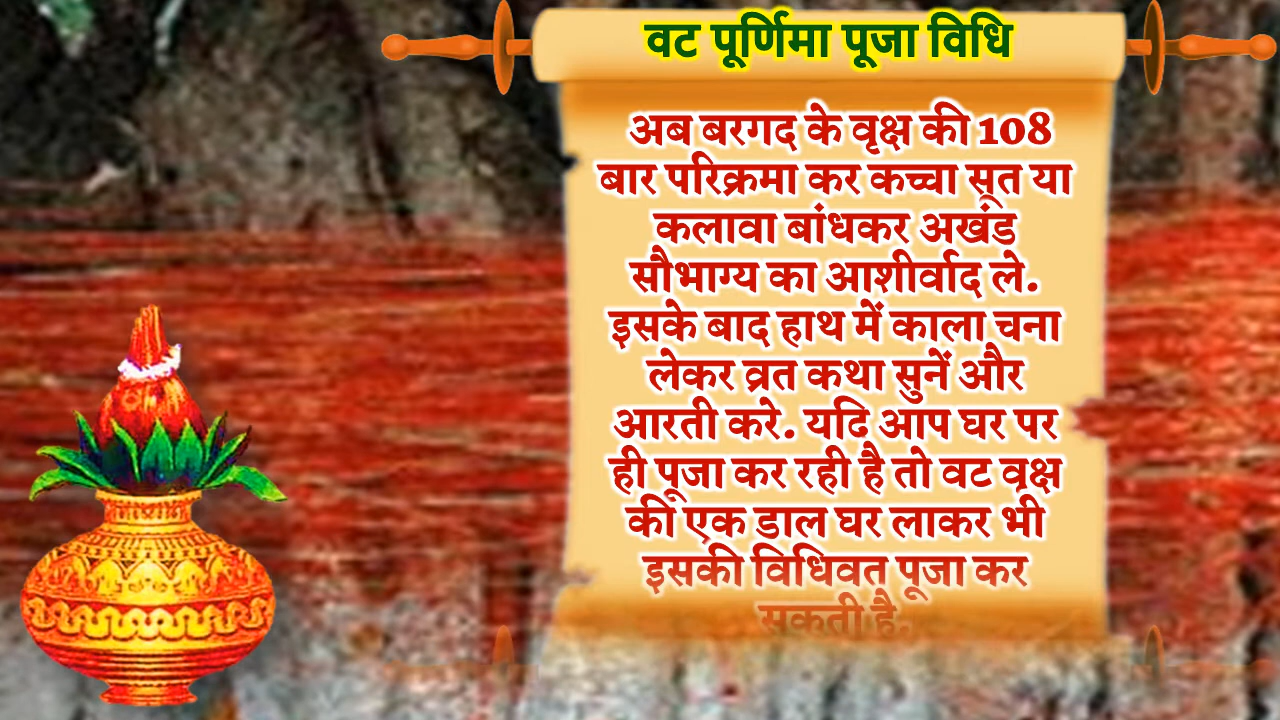 वट पूर्णिमा पूजा विधि
अब बरगद के वृक्ष की 108
बार परिक्रमा कर कच्चा सूत या
कलावा बांधकर अखंड
सौभाग्य का आशीर्वाद ले.
इसके बाद हाथ में काला चना
लेकर व्रत कथा सुनें और
आरती करे. यदि आप घर पर
ही पूजा कर रही है तो वट वृक्ष
की एक डाल घर लाकर भी
इसकी विधिवत पूजा कर
सकती है.